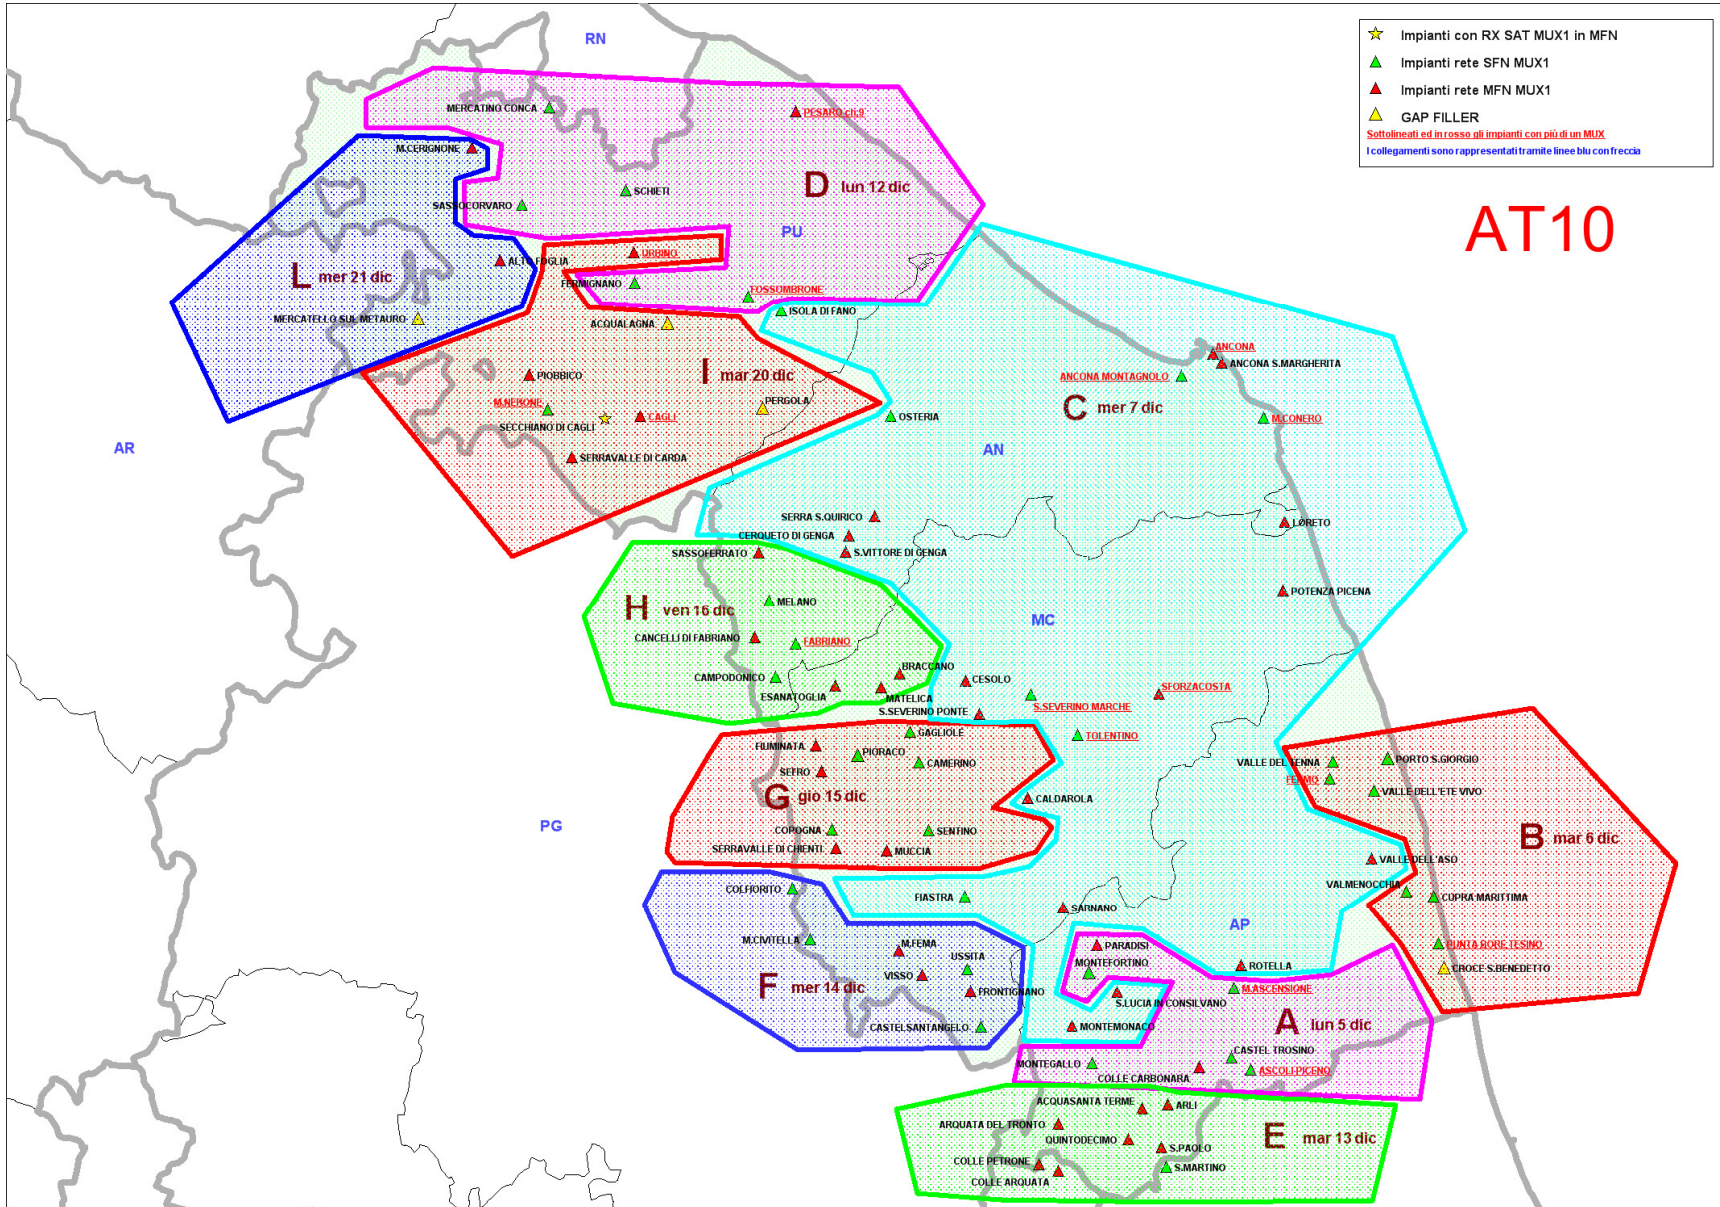 RN
Impianti con RX SAT MUX1 in MFN
Impianti rete SFN MUX1
Impianti rete MFN MUX1
GAP FILLER
Sottolineati ed in rosso gli impianti con più di un MUX
I collegamenti sono rappresentati tramite linee blu con freccia
AT10
MERCATINO CONCA
PESARO ch.9
M.CERIGNONE
D lun 12 dic
SCHIETI
SASSOCORVARO
PU
URBINO
ALTO FOGLIA
L mer 21 dic
FERMIGNANO
FOSSOMBRONE
ISOLA DI FANO
MERCATELLO SUL METAURO
ACQUALAGNA
ANCONA
ANCONA S.MARGHERITA
ANCONA MONTAGNOLO
PIOBBICO
I mar 20 dic
C mer 7 dic
M.NERONE
PERGOLA
CAGLI
SECCHIANO DI CAGLI
OSTERIA
M.CONERO
AR
AN
SERRAVALLE DI CARDA
SERRA S.QUIRICO
LORETO
CERQUETO DI GENGA
SASSOFERRATO
S.VITTORE DI GENGA
POTENZA PICENA
MELANO
H ven 16 dic
MC
CANCELLI DI FABRIANO
FABRIANO
BRACCANO
CAMPODONICO
CESOLO
ESANATOGLIA
MATELICA
SFORZACOSTA
S.SEVERINO MARCHE
S.SEVERINO PONTE
GAGLIOLE
TOLENTINO
FIUMINATA
PIORACO
CAMERINO
SEFRO
VALLE DEL TENNA
PORTO S.GIORGIO
FERMO
VALLE DELL'ETE VIVO
G gio 15 dic
CALDAROLA
PG
COPOGNA
SENTINO
B mar 6 dic
SERRAVALLE DI CHIENTI
MUCCIA
VALLE DELL'ASO
COLFIORITO
VALMENOCCHIA
FIASTRA
CUPRA MARITTIMA
SARNANO
AP
M.CIVITELLA
M.FEMA
PARADISI
PUNTA BORE TESINO
USSITA
MONTEFORTINO
ROTELLA
CROCE S.BENEDETTO
VISSO
F mer 14 dic
FRONTIGNANO
S.LUCIA IN CONSILVANO
M.ASCENSIONE
CASTELSANTANGELO
MONTEMONACO
A lun 5 dic
CASTEL TROSINO
MONTEGALLO
COLLE CARBONARA
ASCOLI PICENO
ACQUASANTA TERME
ARLI
ARQUATA DEL TRONTO
QUINTODECIMO
E mar 13 dic
S.PAOLO
COLLE PETRONE
S.MARTINO
COLLE ARQUATA